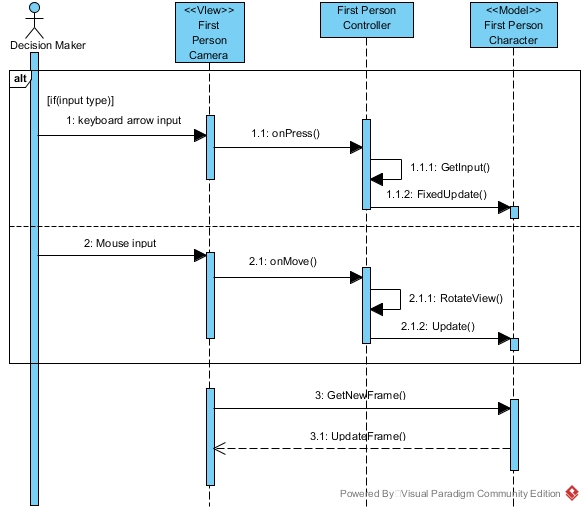 <<VIew>>
First
Person
Camera
First Person
Controller
<<Model>>
First Person
Character
Decision Maker
alt
[if(input type)]
1: keyboard arrow input
1.1: onPress()
1.1.1: GetInput()
1.1.2: FixedUpdate()
2: Mouse input
2.1: onMove()
2.1.1: RotateView()
2.1.2: Update()
3: GetNewFrame()
3.1: UpdateFrame()
Powered By Visual Paradigm Community Edition